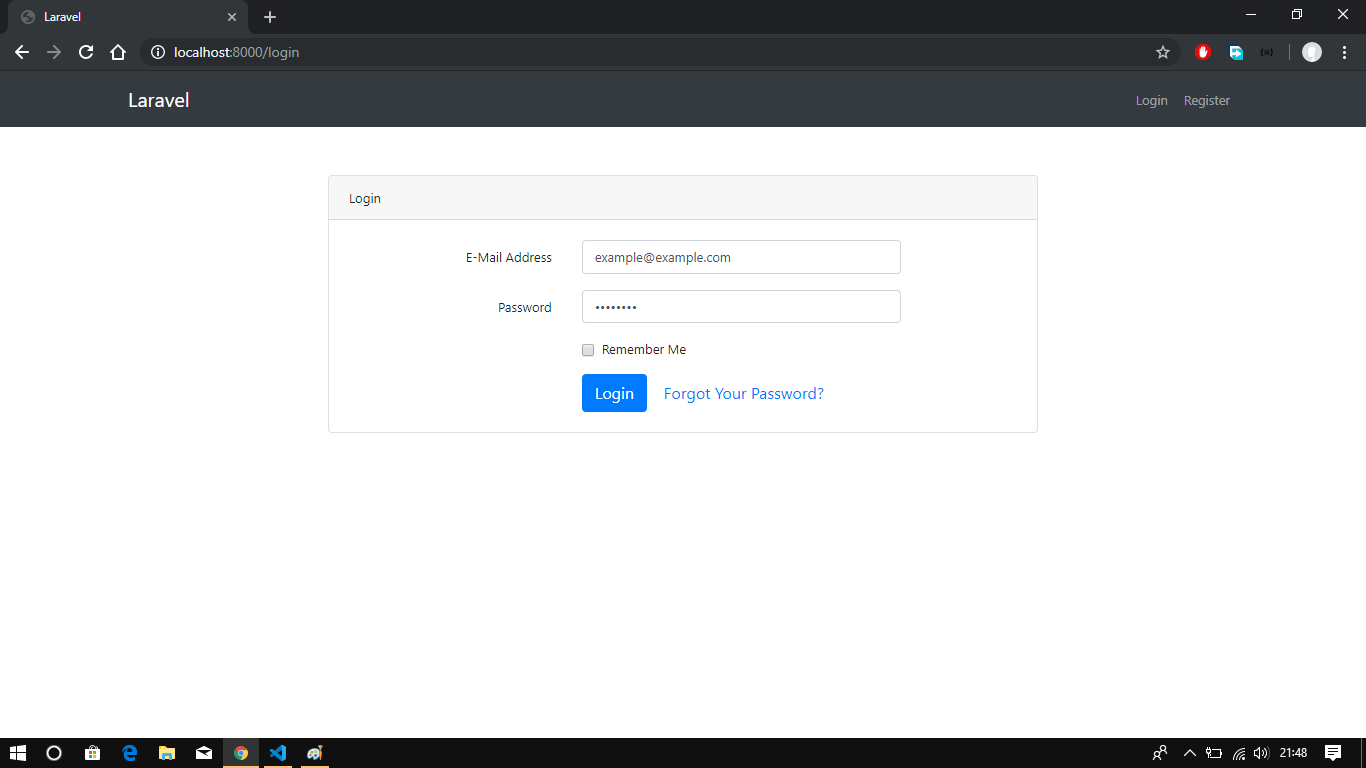 Laravel
localhost:8000/login
Laravel
Login Register
Login
E-Mail Address example@example.com
Password ••••••••
Remember Me
Login Forgot Your Password?
21:48